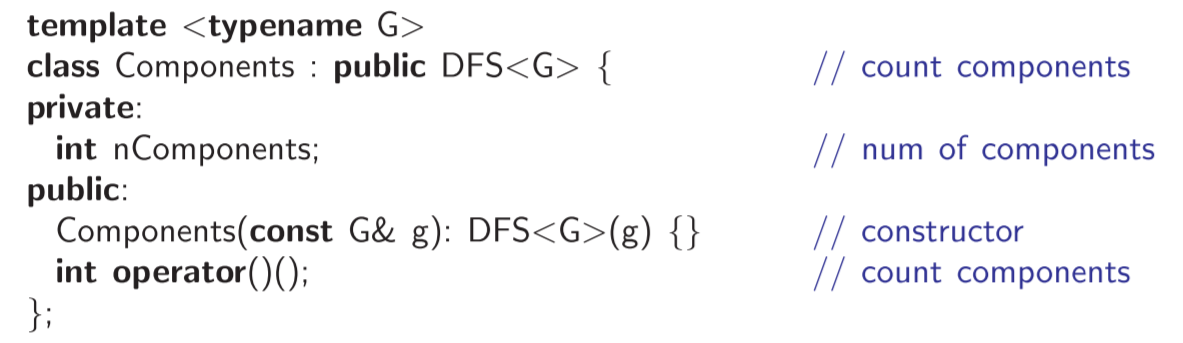 template <typename G>
class Components : public DFS<G> { // count components
private:
int nComponents; // num of components
public:
Components(const G& g): DFS<G>(g) {} // constructor
int operator()(); // count components
};